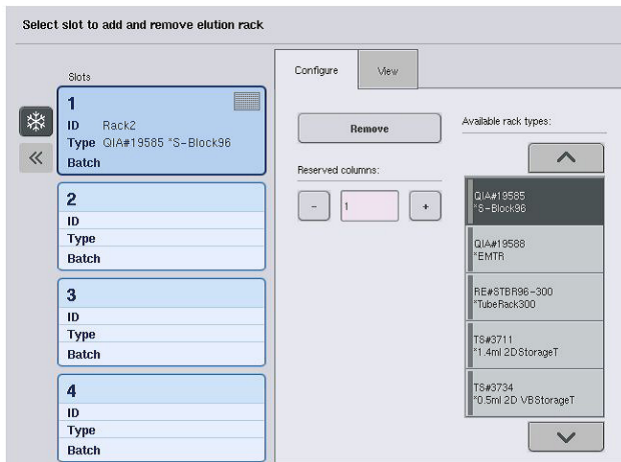 Select slot to add and remove elution rack
Slots
1
ID Rack2
Type QIA#19585 *S-Block96
Batch
2
ID
Type
Batch
3
ID
Type
Batch
4
ID
Type
Batch
Configure
View
Remove
Reserved columns:
-
1
+
Available rack types:
QIA#19585
*S-Block96
QIA#19588
*EMTR
RE#STBR96-300
*TubeRack300
TS#3711
*1.4ml 2DStorageT
TS#3734
*0.5ml 2D VBStorageT